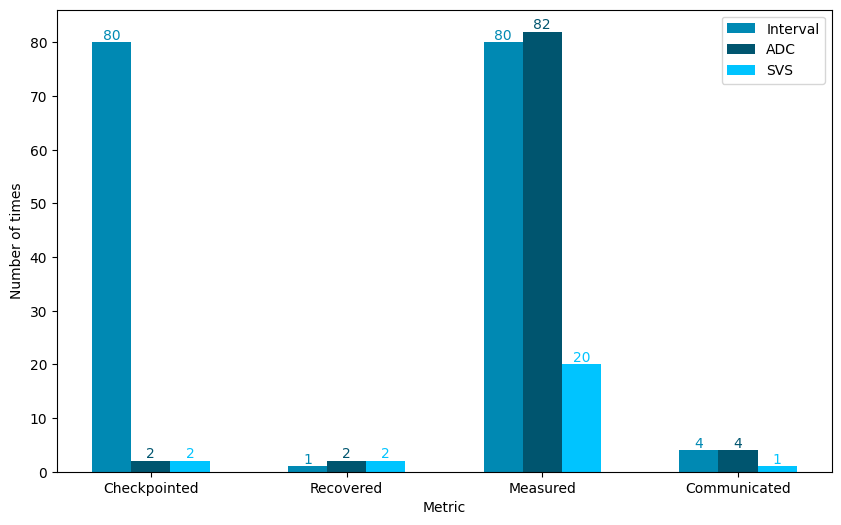 80
80
82
20
2
2
1
2
2
4
4
1
Interval
ADC
SVS
80
70
60
50
40
30
20
10
0
Number of times
Checkpointed
Recovered
Measured
Communicated
Metric